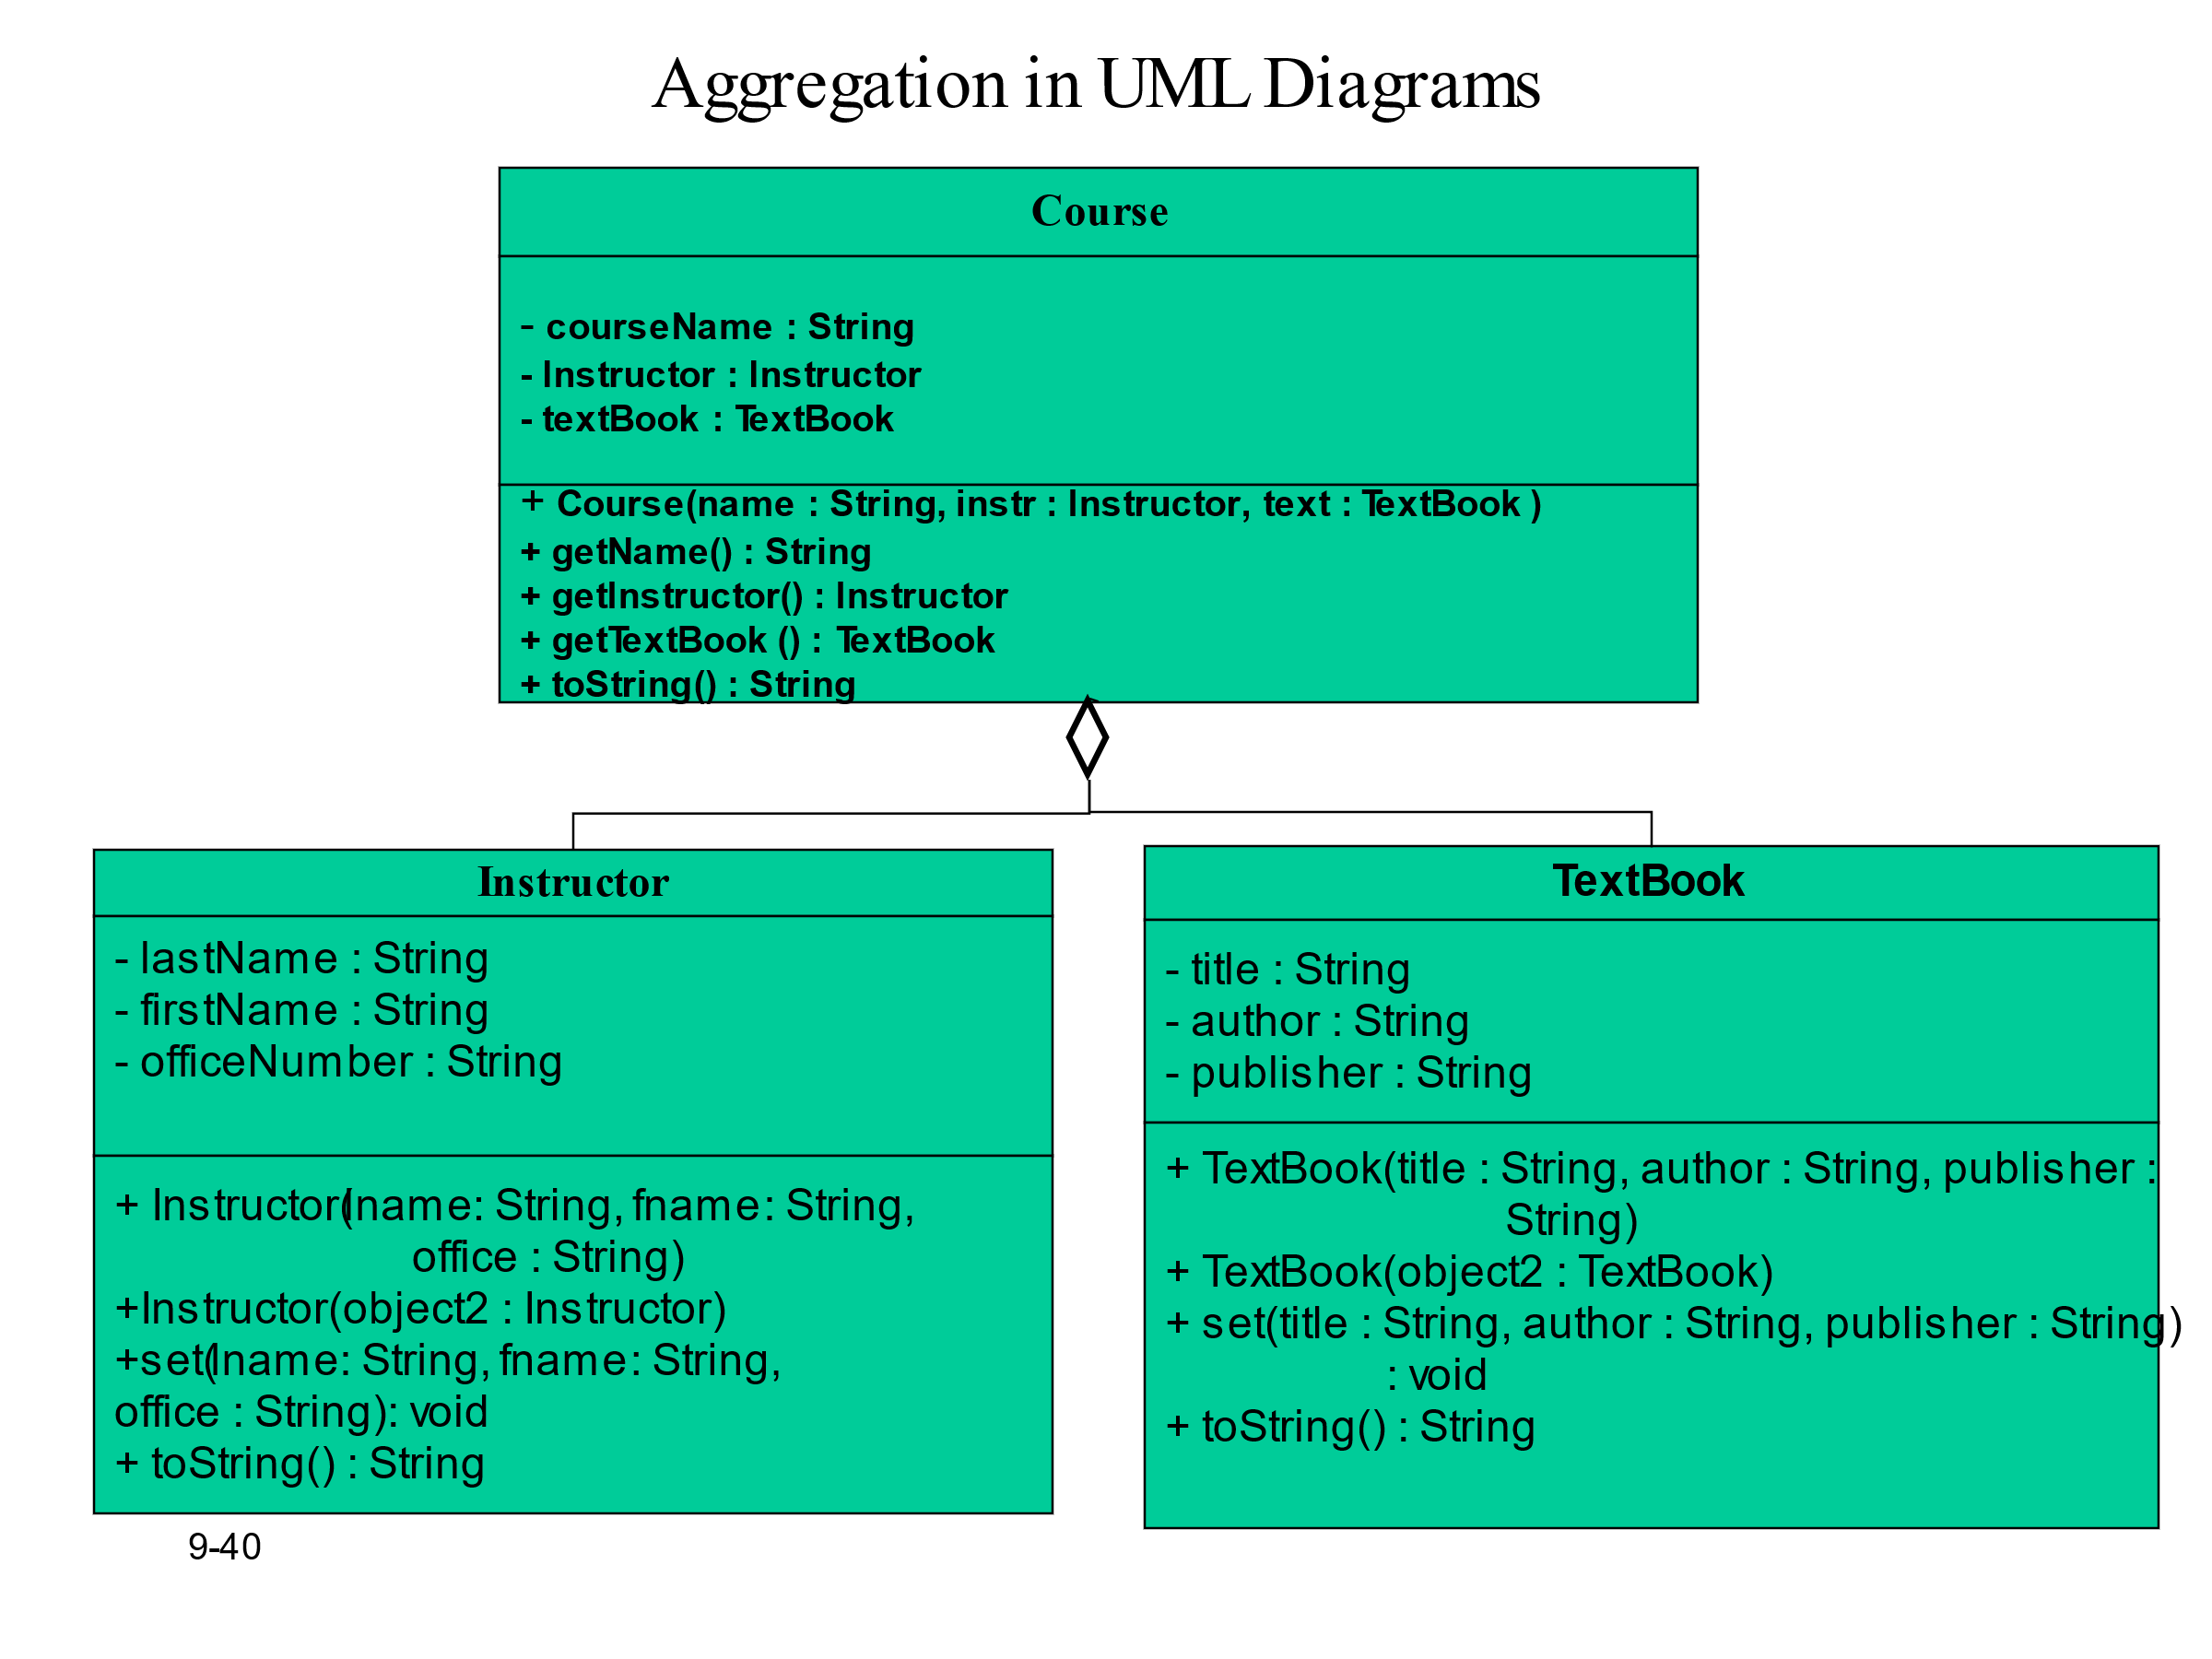 Aggregation in UML Diagrams
Course
- courseName : String
- Instructor : Instructor
- textBook : TextBook
+ Course(name : String, instr : Instructor, text : TextBook )
+ getName() : String
+ getInstructor() : Instructor
+ getTextBook () : TextBook
+ toString() : String
Instructor
- lastName : String
- firstName : String
- officeNumber : String
+ Instructor(lname: String, fname: String,
office : String)
+Instructor(object2 : Instructor)
+set(lname: String, fname: String,
office : String): void
+ toString() : String
TextBook
- title : String
- author : String
- publisher : String
+ TextBook(title : String, author : String, publisher :
String)
+ TextBook(object2 : TextBook)
+ set(title : String, author : String, publisher : String)
: void
+ toString() : String
9-40